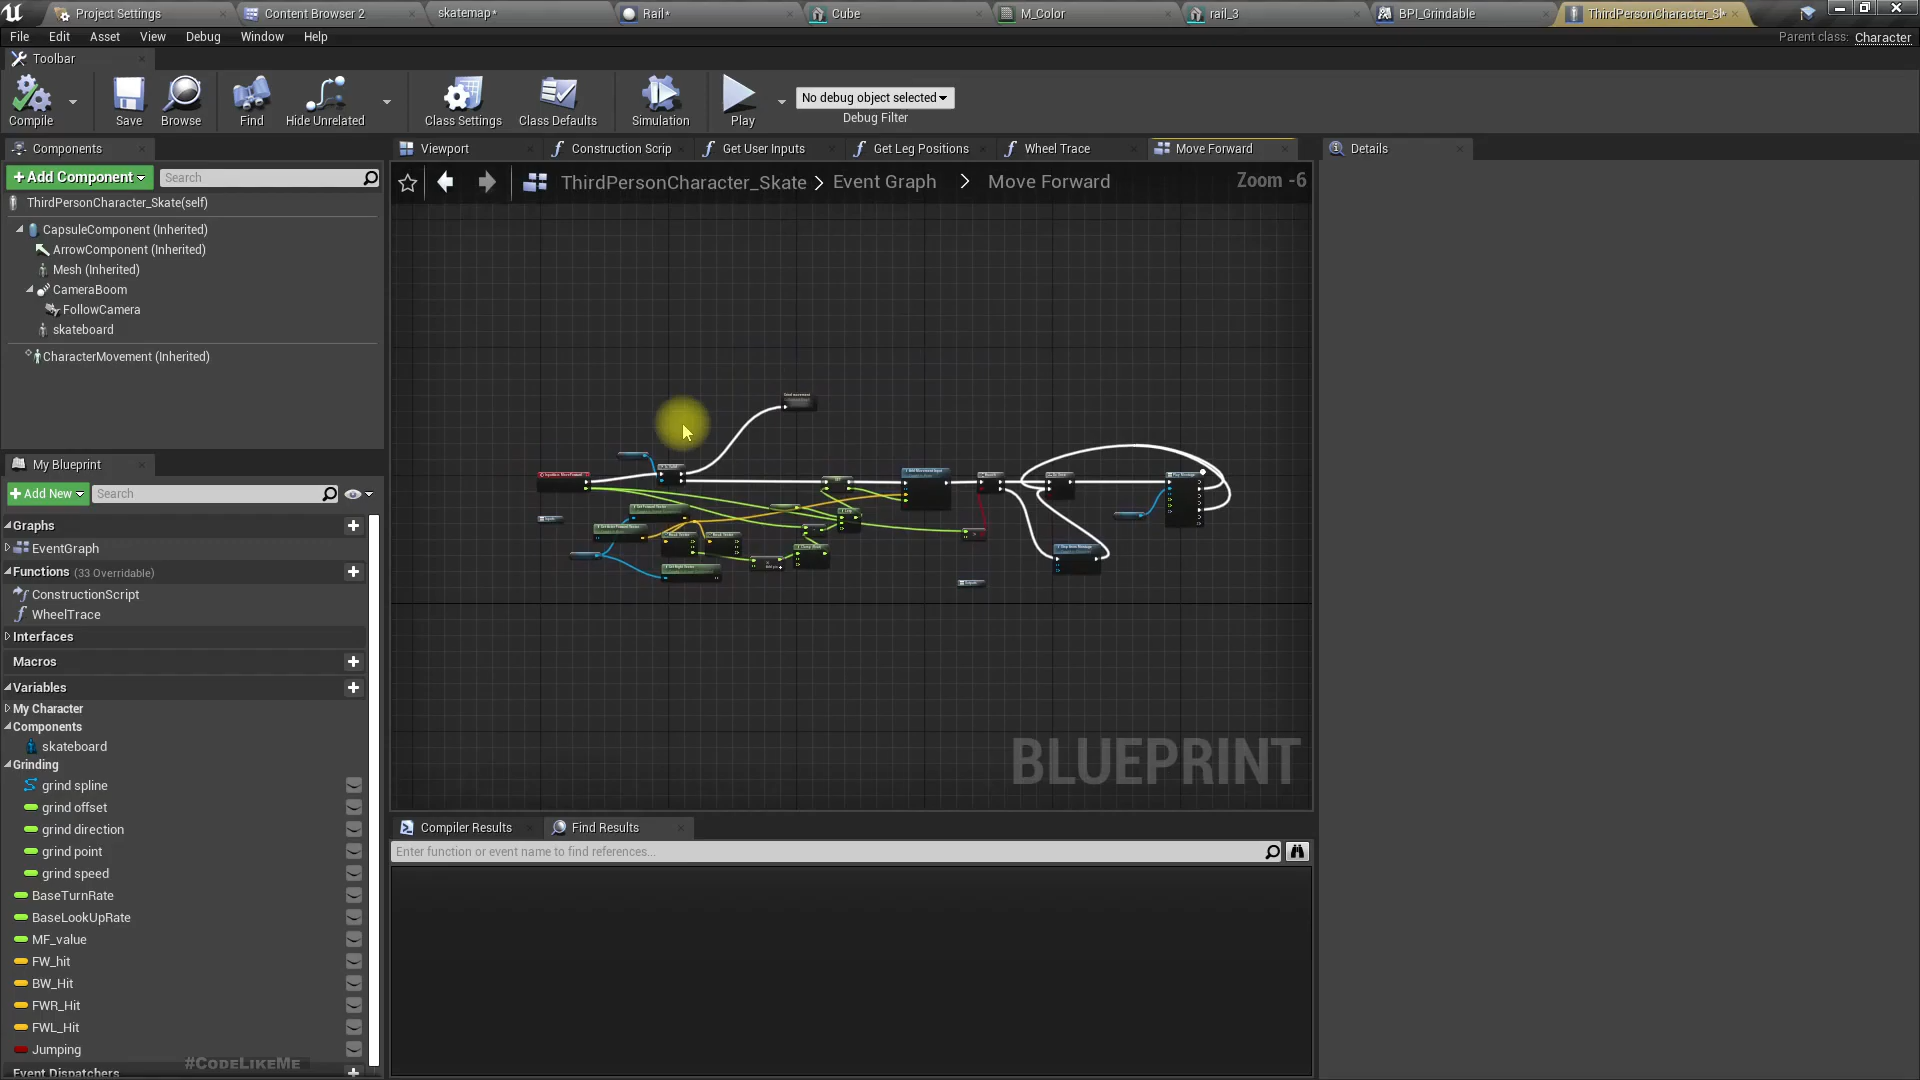 Project Settings
Content Browser 2
skatemap*
Rail*
Cube
M_Color
rail_3
BPI_Grindable
ThirdPersonCharacter_Sk
File Edit Asset View Debug Window Help
Parent class: Character
Toolbar
Compile
Save
Browse
Find
Hide Unrelated
Class Settings
Class Defaults
Simulation
Play
No debug object selected
Debug Filter
Components
Viewport
Construction Scrip
Get User Inputs
Get Leg Positions
Wheel Trace
Move Forward
Details
+Add Component
Search
ThirdPersonCharacter_Skate > Event Graph > Move Forward
Zoom -6
ThirdPersonCharacter_Skate(self)
CapsuleComponent (Inherited)
ArrowComponent (Inherited)
Mesh (Inherited)
CameraBoom
FollowCamera
skateboard
CharacterMovement (Inherited)
My Blueprint
+Add New
Search
Graphs
EventGraph
Functions (33 Overridable)
ConstructionScript
WheelTrace
Interfaces
Macros
Variables
My Character
Components
skateboard
Grinding
grind spline
grind offset
grind direction
grind point
grind speed
BaseTurnRate
BaseLookUpRate
MF_value
FW_hit
BW_Hit
FWR_Hit
FWL_Hit
Jumping
Event Dispatchers
#CodeLikeMe
BLUEPRINT
Compiler Results
Find Results
Enter function or event name to find references...